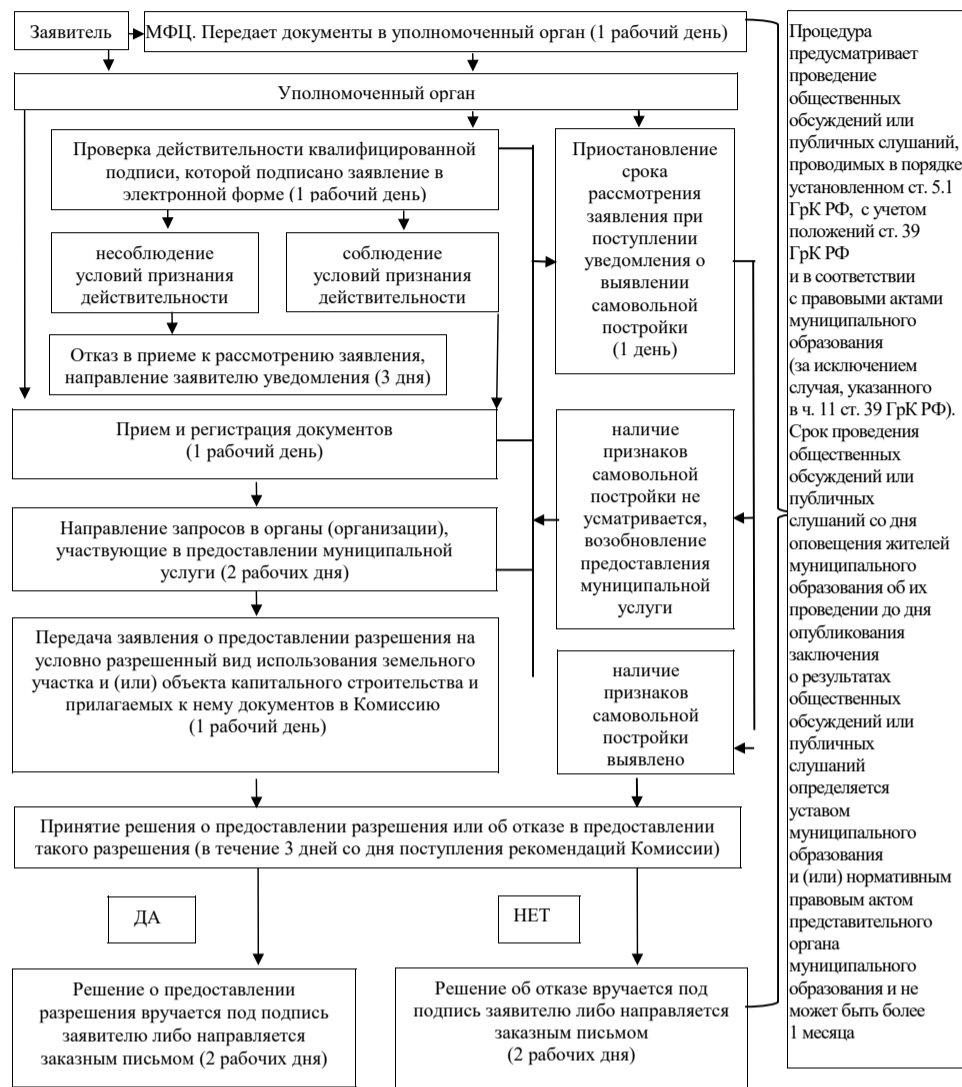 Заявитель
МФЦ. Передает документы в уполномоченный орган (1 рабочий день)
Уполномоченный орган
Проверка действительности квалифицированной
подписи, которой подписано заявление в
электронной форме (1 рабочий день)
несоблюдение
условий признания
действительности
соблюдение
условий признания
действительности
Отказ в приеме к рассмотрению заявления,
направление заявителю уведомления (3 дня)
Приостановление
срока
рассмотрения
заявления при
поступлении
уведомления о
выявлении
самовольной
постройки
(1 день)
Прием и регистрация документов
(1 рабочий день)
Направление запросов в органы (организации),
участвующие в предоставлении муниципальной
услуги (2 рабочих дня)
наличие
признаков
самовольной
постройки не
усматривается,
возобновление
предоставления
муниципальной
услуги
Передача заявления о предоставлении разрешения на
условно разрешенный вид использования земельного
участка и (или) объекта капитального строительства и
прилагаемых к нему документов в Комиссию
(1 рабочий день)
наличие
признаков
самовольной
постройки
выявлено
Принятие решения о предоставлении разрешения или об отказе в предоставлении
такого разрешения (в течение 3 дней со дня поступления рекомендаций Комиссии)
ДА
НЕТ
Решение о предоставлении
разрешения вручается под подпись
заявителю либо направляется
заказным письмом (2 рабочих дня)
Решение об отказе вручается под
подпись заявителю либо направляется
заказным письмом
(2 рабочих дня)
Процедура
предусматривает
проведение
общественных
обсуждений или
публичных слушаний,
проводимых в порядке
установленном ст. 5.1
ГрК РФ, с учетом
положений ст. 39
ГрК РФ
и в соответствии
с правовыми актами
муниципального
образования
(за исключением
случая, указанного
в ч. 11 ст. 39 ГрК РФ).
Срок проведения
общественных
обсуждений или
публичных
слушаний со дня
оповещения жителей
муниципального
образования об их
проведении до дня
опубликования
заключения
о результатах
общественных
обсуждений или
публичных
слушаний
определяется
уставом
муниципального
образования
и (или) нормативным
правовым актом
представительного
органа
муниципального
образования и не
может быть более
1 месяца